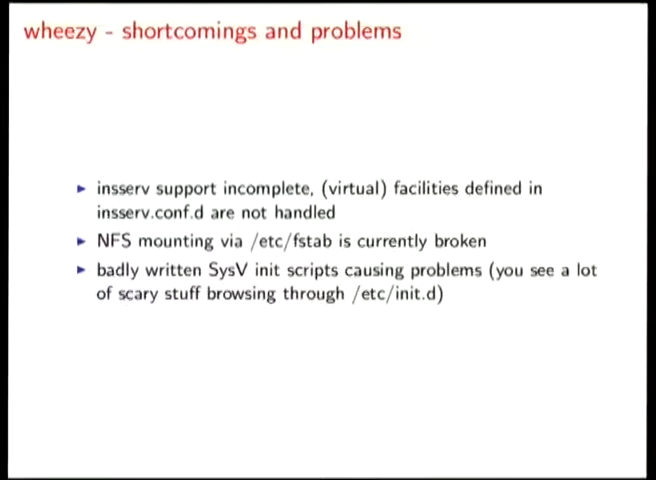 wheezy - shortcomings and problems
insserv support incomplete, (virtual) facilities defined in
insserv.conf.d are not handled
NFS mounting via /etc/fstab is currently broken
badly written SysV init scripts causing problems (you see a lot
of scary stuff browsing through /etc/init.d)